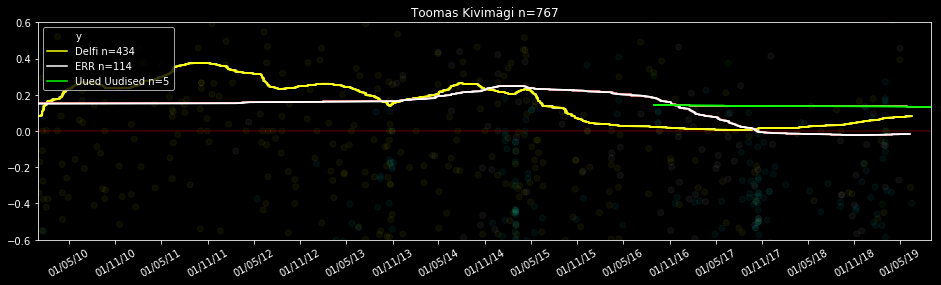 Toomas Kivimägi n=767
y
Delfi n=434
ERR n=114
Uued Uudised n=5
0.6
0.4
0.2
0.0
−0.2
−0.4
−0.6
01/05/10 01/11/10 01/05/11 01/11/11 01/05/12 01/11/12 01/05/13 01/11/13 01/05/14 01/11/14 01/05/15 01/11/15 01/05/16 01/11/16 01/05/17 01/11/17 01/05/18 01/11/18 01/05/19